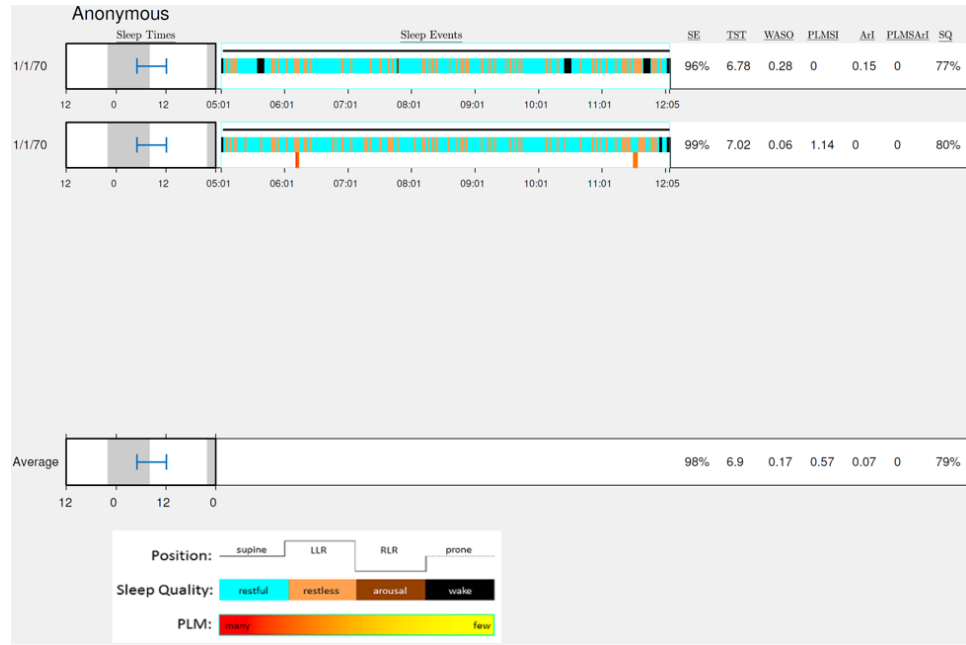 Anonymous
Sleep Times Sleep Events SE TST WASO PLMSI ArI PLMSArI SQ
1/1/70 96% 6.78 0.28 0 0.15 0 77%
12 0 12 05:01 06:01 07:01 08:01 09:01 10:01 11:01 12:05
1/1/70 99% 7.02 0.06 1.14 0 0 80%
12 0 12 05:01 06:01 07:01 08:01 09:01 10:01 11:01 12:05
Average 98% 6.9 0.17 0.57 0.07 0 79%
12 0 12 0
Position: supine LLR RLR prone
Sleep Quality: restful restless arousal wake
PLM: many few